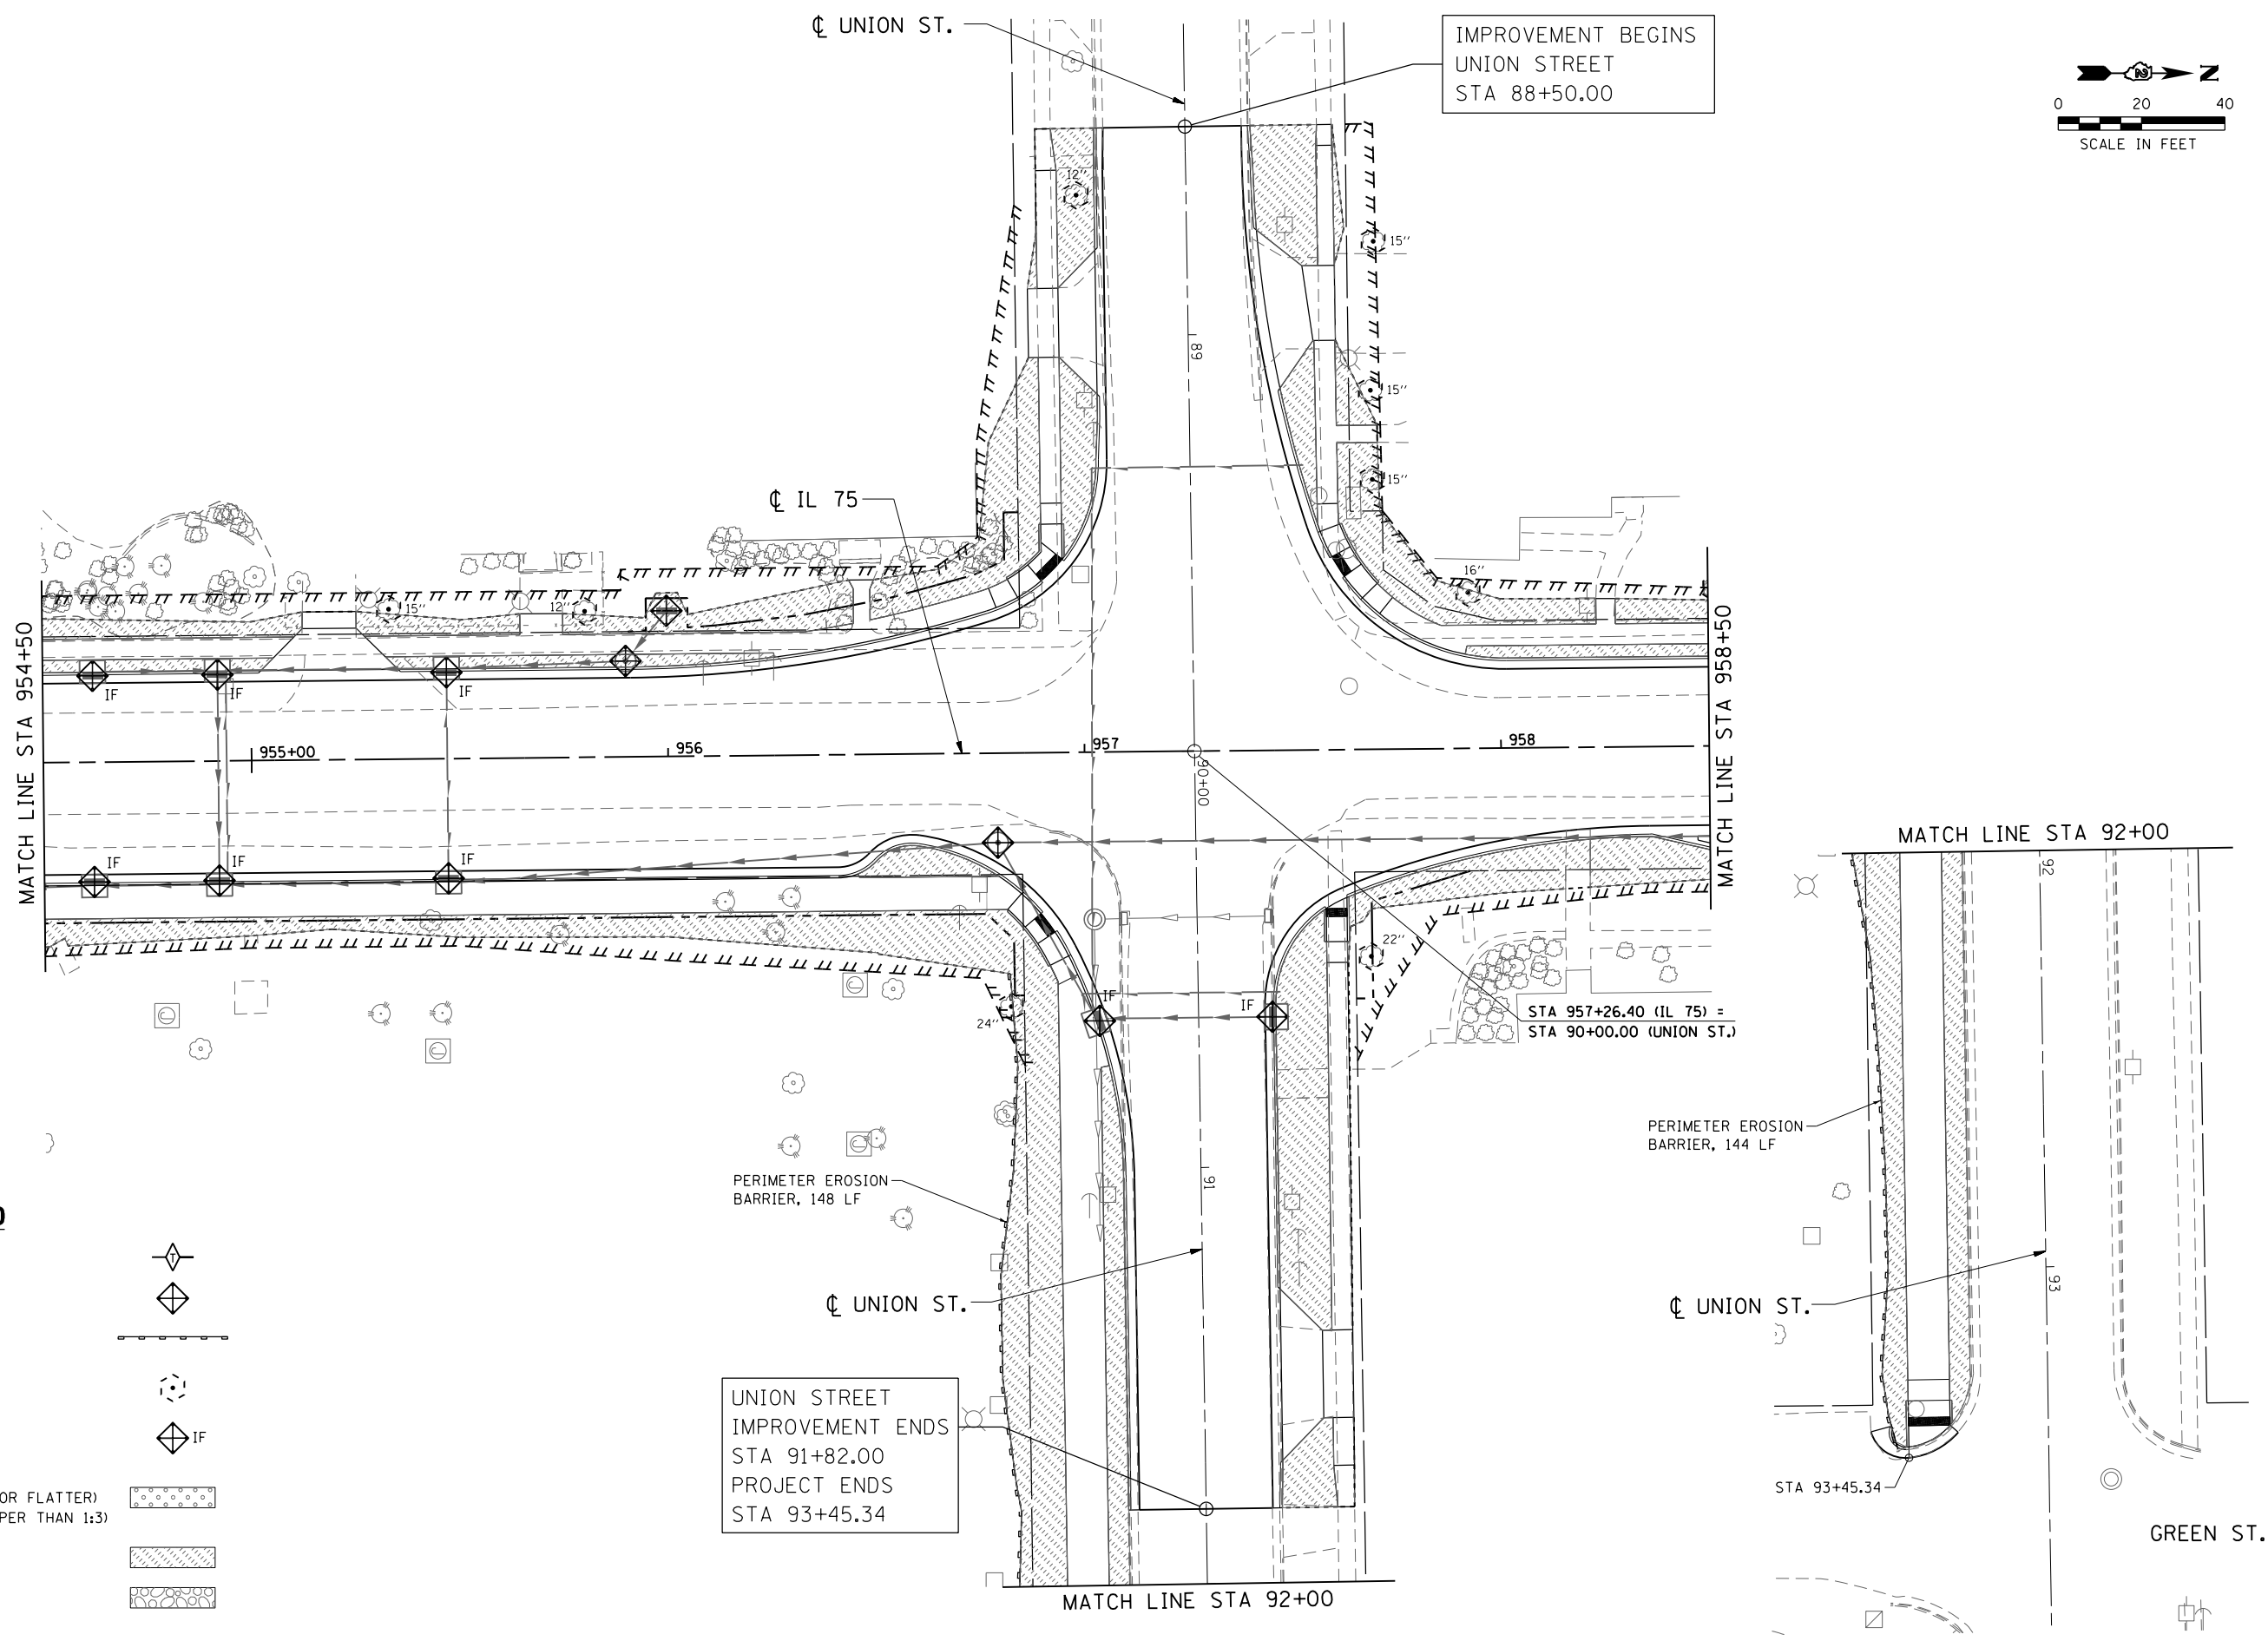 ℄ UNION ST.
IMPROVEMENT BEGINS
UNION STREET
STA 88+50.00
N
0 20 40
SCALE IN FEET
12''
15''
89
15''
15''
℄ IL 75
16''
15''
12''
MATCH LINE STA 954+50
MATCH LINE STA 958+50
IF
IF
IF
955+00
956
957
958
90+00
IF
IF
IF
22''
24''
IF
IF
STA 957+26.40 (IL 75) =
STA 90+00.00 (UNION ST.)
MATCH LINE STA 92+00
92
PERIMETER EROSION
BARRIER, 144 LF
PERIMETER EROSION
BARRIER, 148 LF
91
℄ UNION ST.
℄ UNION ST.
93
T
IF
OR FLATTER)
PER THAN 1:3)
UNION STREET
IMPROVEMENT ENDS
STA 91+82.00
PROJECT ENDS
STA 93+45.34
STA 93+45.34
GREEN ST.
MATCH LINE STA 92+00